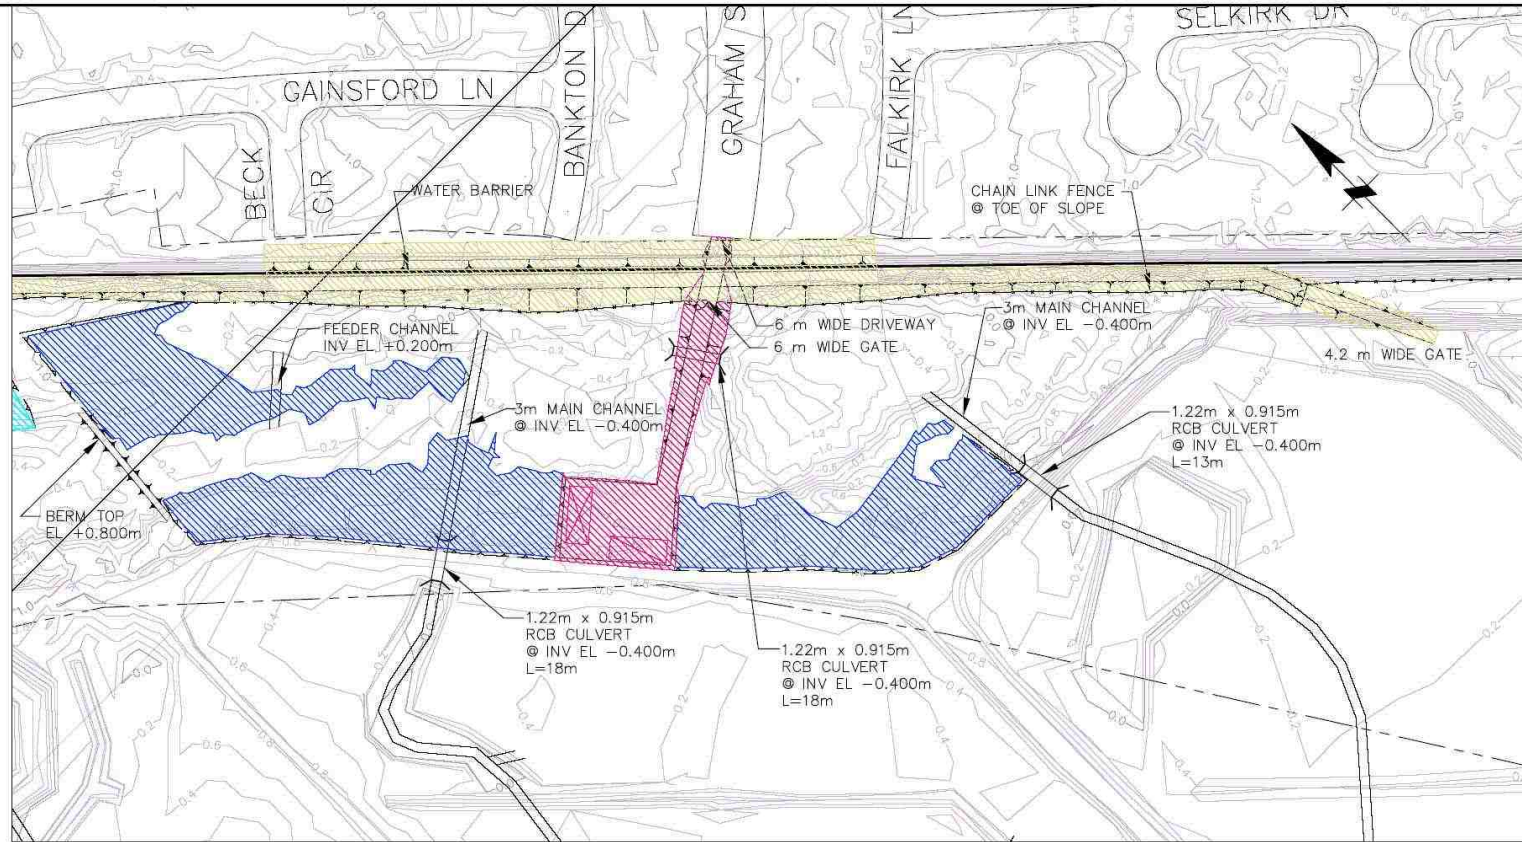 SELKIRK DR
GAINSFORD LN
BANKTON D
GRAHAM S
FALKIRK LN
BECK
CIR
WATER BARRIER
CHAIN LINK FENCE
@ TOE OF SLOPE
FEEDER CHANNEL
INV EL +0.200m
6 m WIDE DRIVEWAY
6 m WIDE GATE
3m MAIN CHANNEL
@ INV EL -0.400m
4.2 m WIDE GATE
3m MAIN CHANNEL
@ INV EL -0.400m
1.22m x 0.915m
RCB CULVERT
@ INV EL -0.400m
L=13m
BERM TOP
EL +0.800m
1.22m x 0.915m
RCB CULVERT
@ INV EL -0.400m
L=18m
1.22m x 0.915m
RCB CULVERT
@ INV EL -0.400m
L=18m